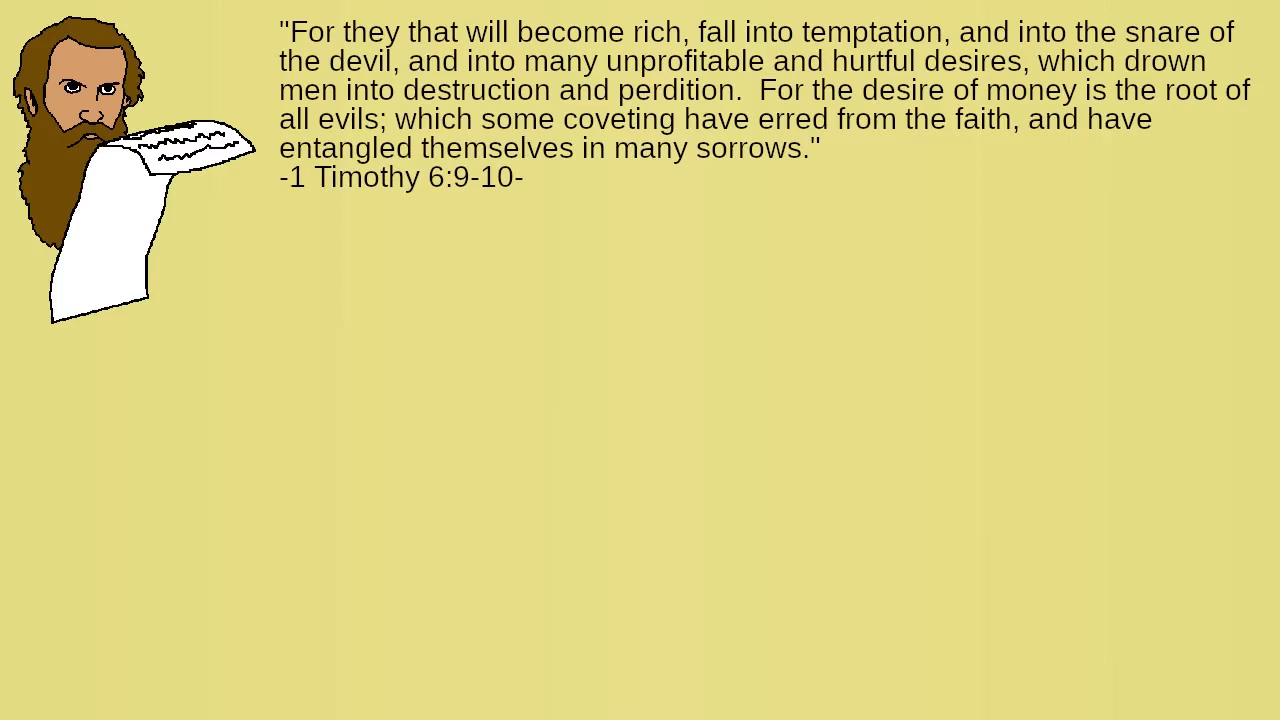 "For they that will become rich, fall into temptation, and into the snare of
the devil, and into many unprofitable and hurtful desires, which drown
men into destruction and perdition.  For the desire of money is the root of
all evils; which some coveting have erred from the faith, and have
entangled themselves in many sorrows."
-1 Timothy 6:9-10-